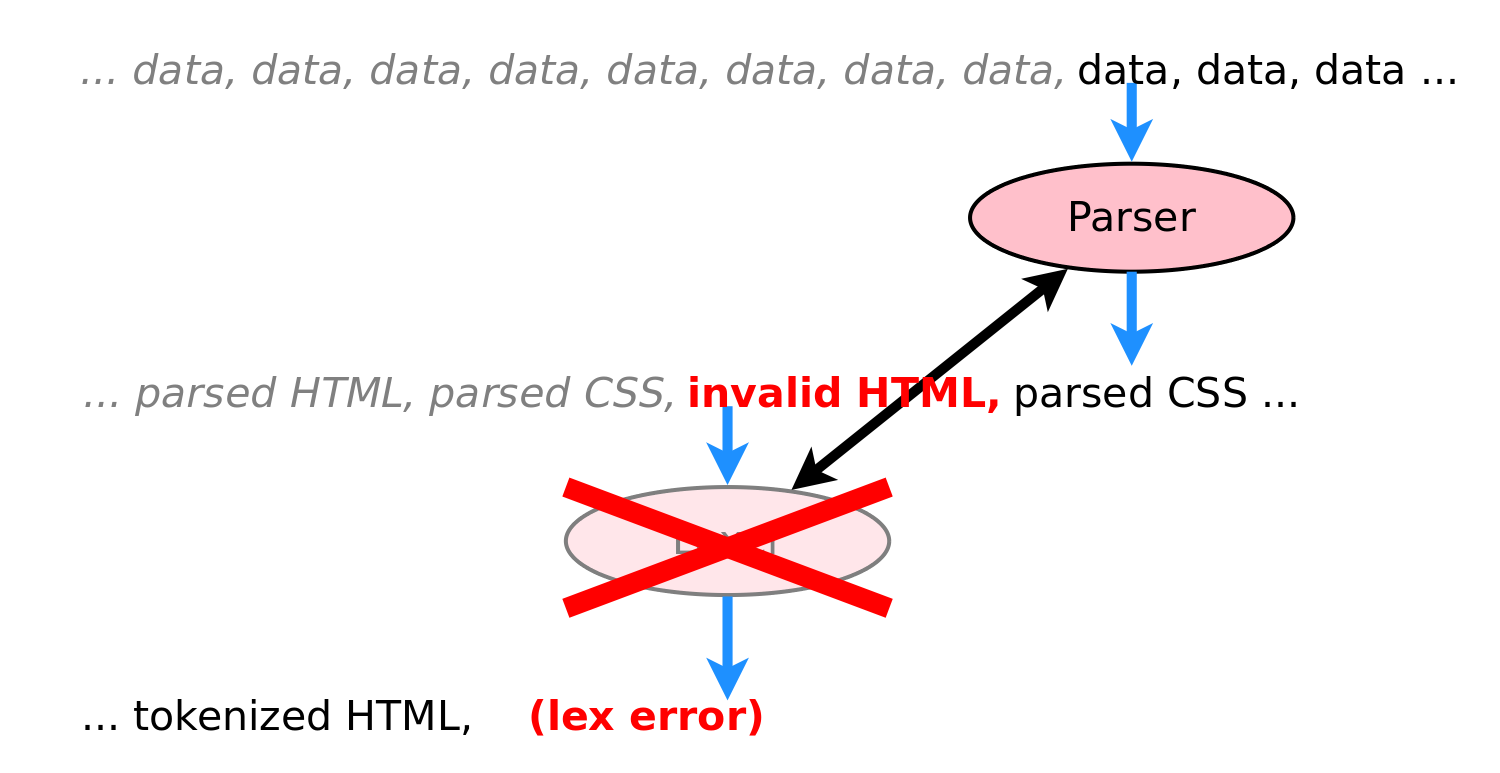 ... data, data, data, data, data, data, data, data, data, data, data ...
Parser
... parsed HTML, parsed CSS, invalid HTML, parsed CSS ...
... tokenized HTML, (lex error)